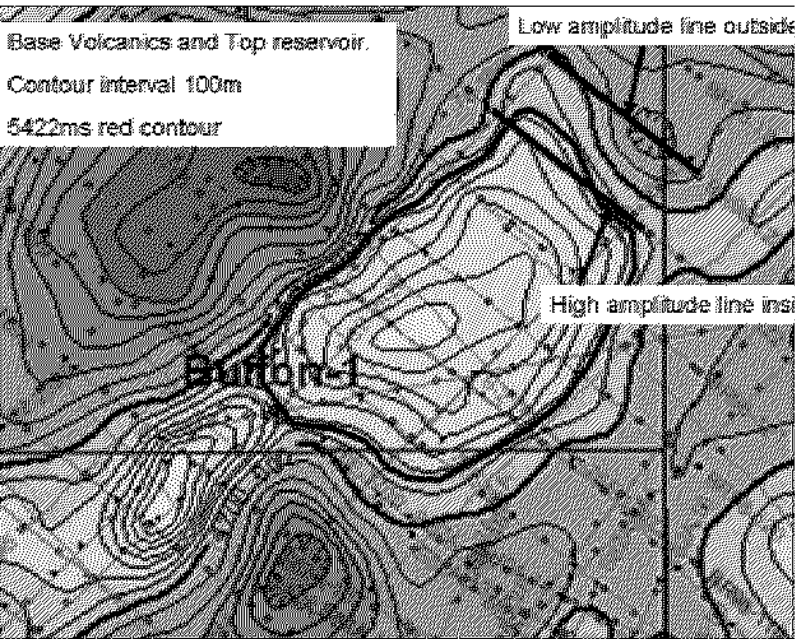 Base Volcanics and Top reservoir.
Contour interval 100m
5422ms red contour
Low amplitude line outside
High amplitude line insi
Button-1